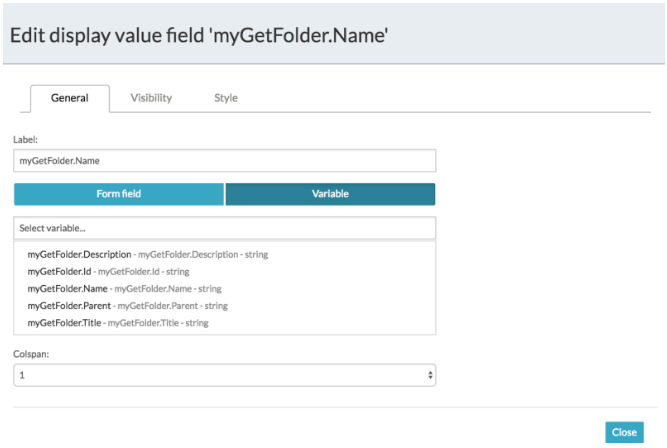 Edit display value field 'myGetFolder.Name'
General Visibility Style
Label:
myGetFolder.Name
Form field Variable
Select variable...
myGetFolder.Description - myGetFolder.Description - string
myGetFolder.Id - myGetFolder.Id - string
myGetFolder.Name - myGetFolder.Name - string
myGetFolder.Parent - myGetFolder.Parent - string
myGetFolder.Title - myGetFolder.Title - string
Colspan:
1
Close